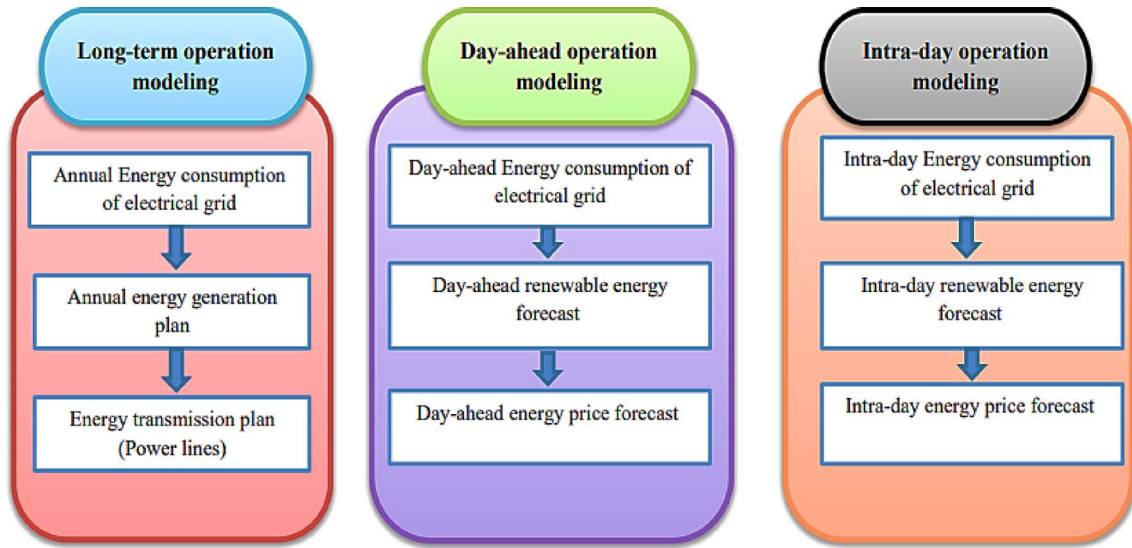 Long-term operation
modeling
Annual Energy consumption
of electrical grid
Annual energy generation
plan
Energy transmission plan
(Power lines)
Day-ahead operation
modeling
Day-ahead Energy consumption of
electrical grid
Day-ahead renewable energy
forecast
Day-ahead energy price forecast
Intra-day operation
modeling
Intra-day Energy consumption
of electrical grid
Intra-day renewable energy
forecast
Intra-day energy price forecast